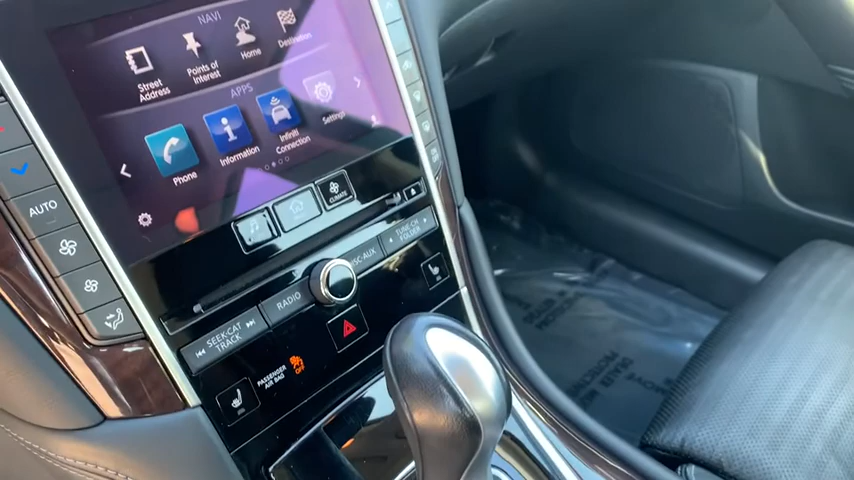 NAVI
Street
Address
Points of
Interest
Home
Destination
APPS
Phone
Information
Infiniti
Connection
Settings
AUTO
CLIMATE
DISC-AUX
TUNE-CH
FOLDER
RADIO
SEEK-CAT
TRACK
PASSENGER
AIR BAG
OFF